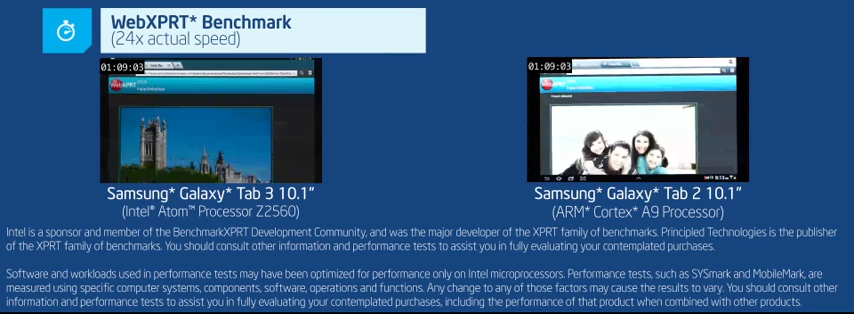 WebXPRT* Benchmark
(24x actual speed)
01:09:03
WebXPRT
01:09:03
WebXPRT
Samsung* Galaxy* Tab 3 10.1”
(Intel® Atom™ Processor Z2560)
Samsung* Galaxy* Tab 2 10.1”
(ARM* Cortex* A9 Processor)
Intel is a sponsor and member of the BenchmarkXPRT Development Community, and was the major developer of the XPRT family of benchmarks. Principled Technologies is the publisher
of the XPRT family of benchmarks. You should consult other information and performance tests to assist you in fully evaluating your contemplated purchases.
Software and workloads used in performance tests may have been optimized for performance only on Intel microprocessors. Performance tests, such as SYSmark and MobileMark, are
measured using specific computer systems, components, software, operations and functions. Any change to any of those factors may cause the results to vary. You should consult other
information and performance tests to assist you in fully evaluating your contemplated purchases, including the performance of that product when combined with other products.